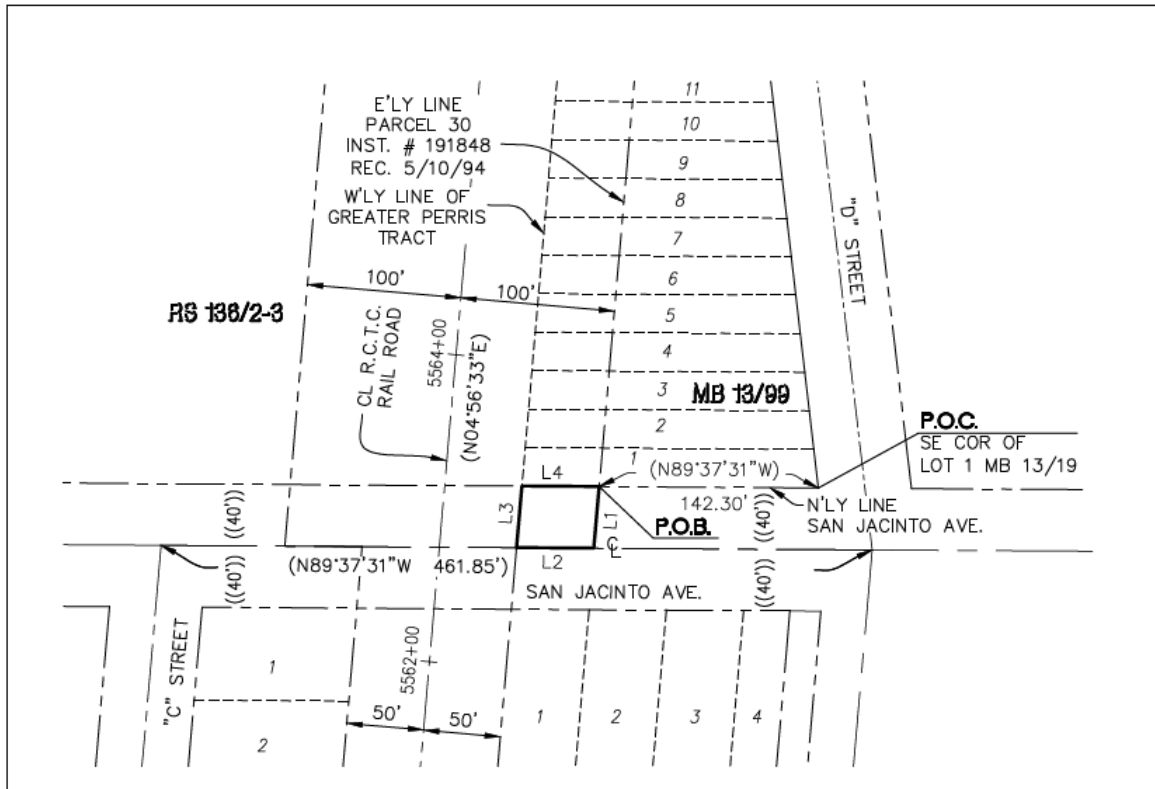 E'LY LINE
PARCEL 30
INST. # 191848
REC. 5/10/94
W'LY LINE OF
GREATER PERRIS
TRACT
11
10
9
8
7
6
5
4
3
2
1
"D" STREET
100'
100'
RS 136/2-3
CL R.C.T.C.
RAIL ROAD
5564+00
(N04°56'33"E)
MB 13/99
P.O.C.
SE COR OF
LOT 1 MB 13/19
(N89°37'31"W)
142.30'
L4
L3
L1
L2
CL
P.O.B.
N'LY LINE
SAN JACINTO AVE.
((40'))
((40'))
((40'))
((40'))
(N89°37'31"W 461.85')
SAN JACINTO AVE.
"C" STREET
1
2
5562+00
50'
50'
1
2
3
4